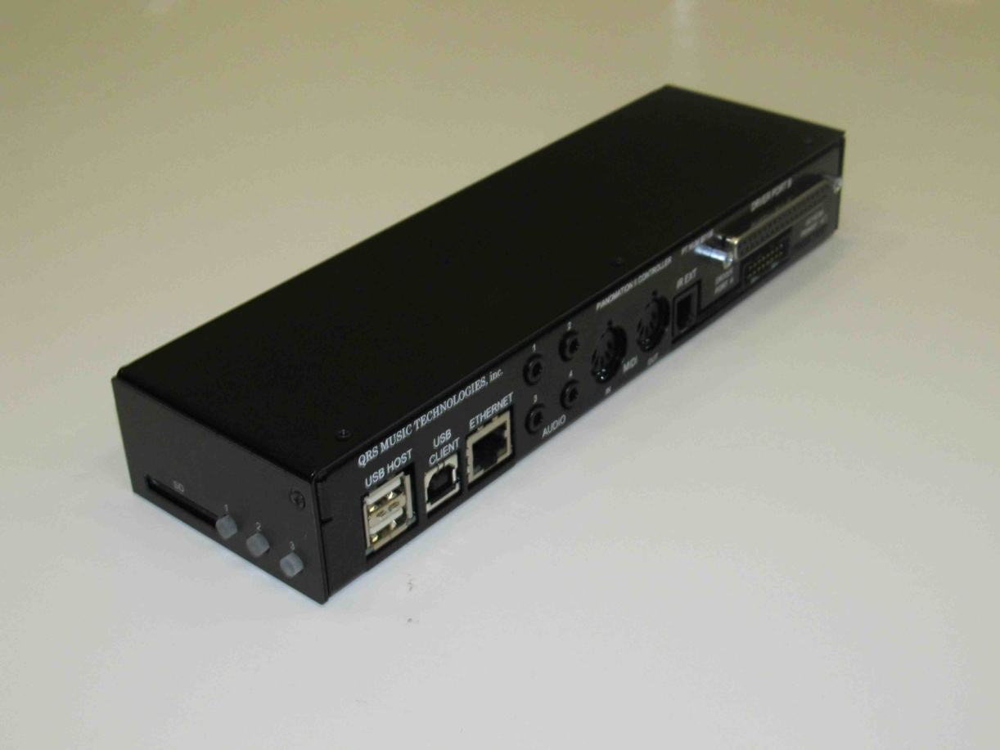 SD
1
2
3
QRS MUSIC TECHNOLOGIES, inc.
USB HOST
USB
CLIENT
ETHERNET
1
2
3
4
AUDIO
PIANOMATION II CONTROLLER
IN
MIDI
OUT
IR EXT
DRIVER PORT B